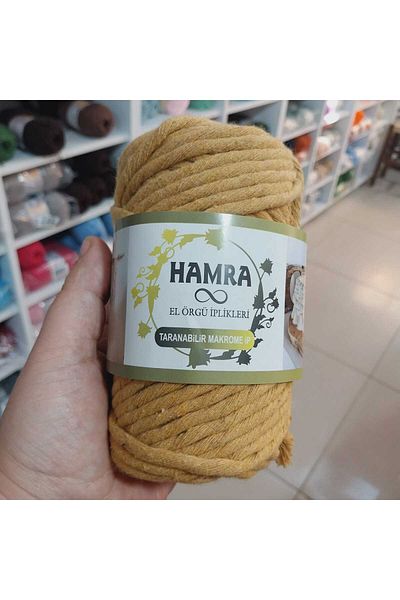 HAMRA
EL ÖRGÜ İPLİKLERİ
TARANABİLİR MAKROME İP